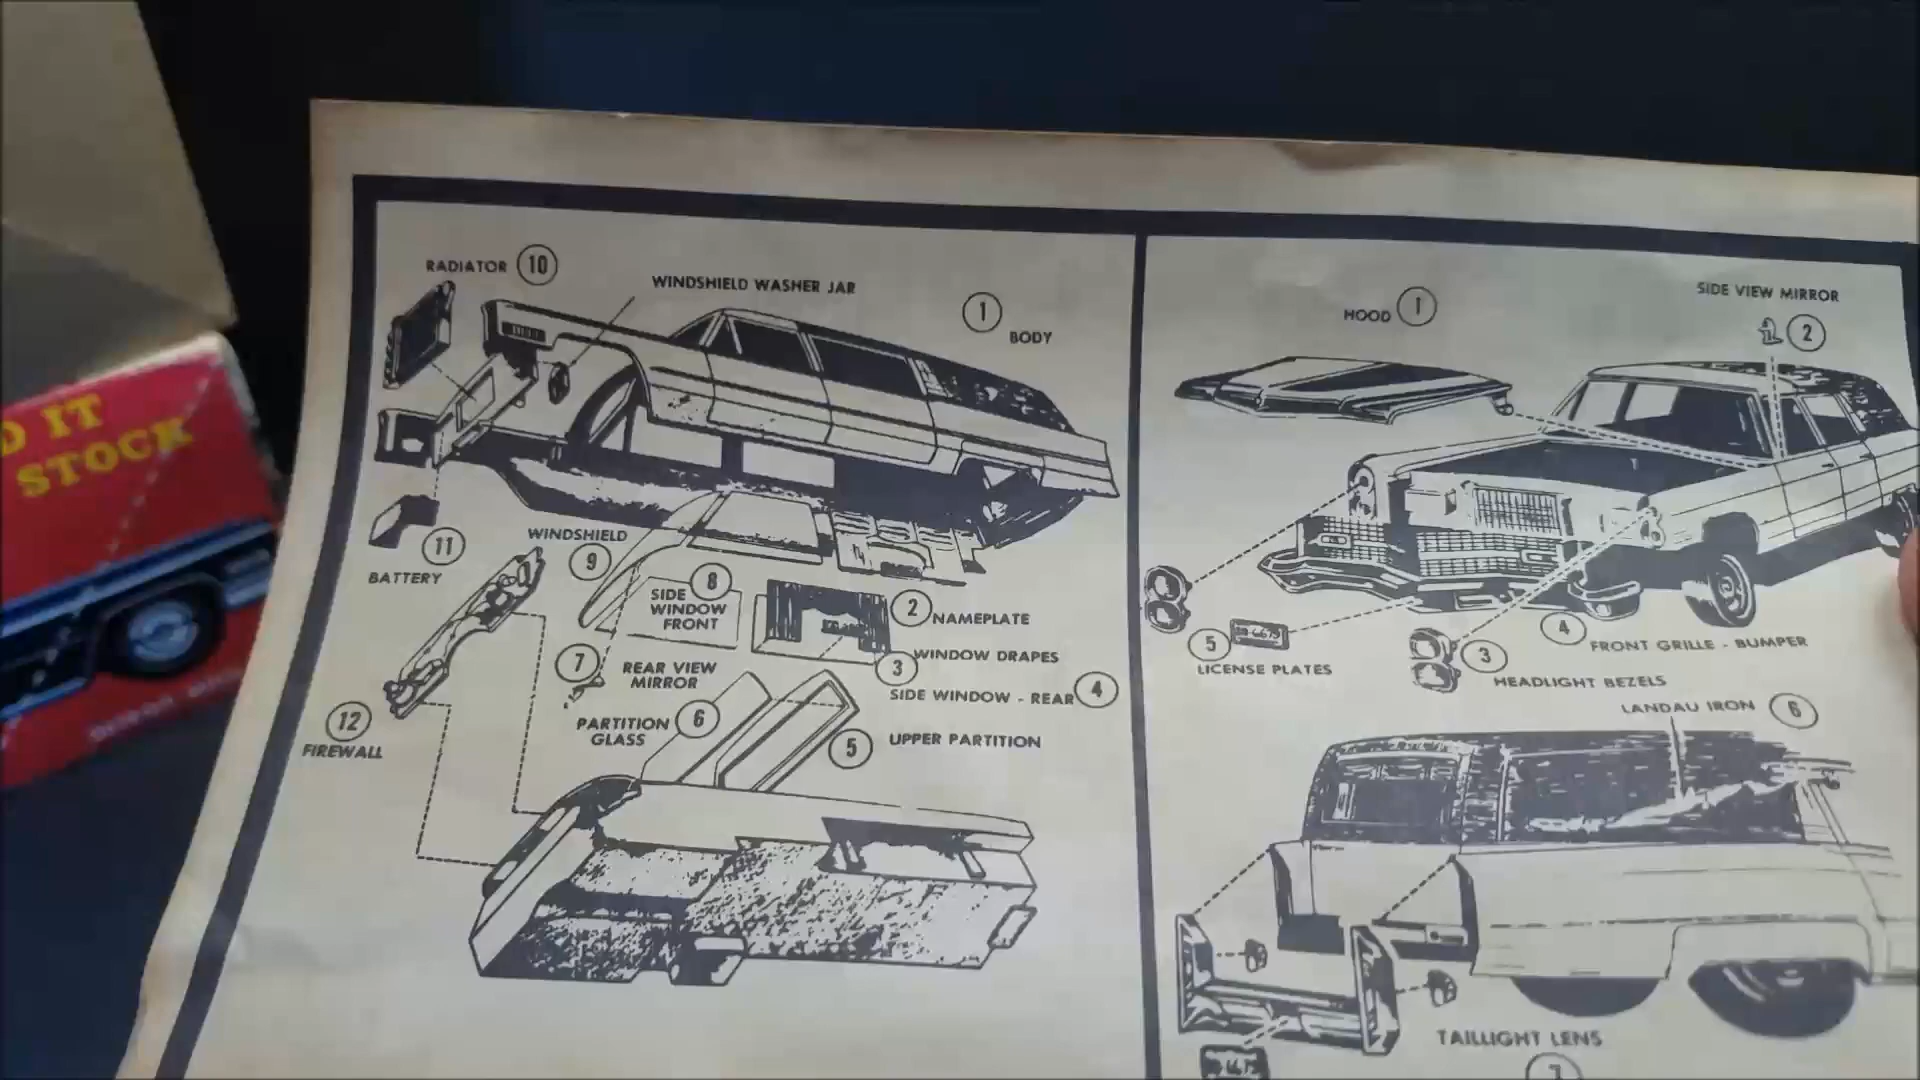 D IT
STOCK
RADIATOR 10
WINDSHIELD WASHER JAR
1
BODY
11
BATTERY
WINDSHIELD
9
8
SIDE
WINDOW
FRONT
2 NAMEPLATE
WINDOW DRAPES
3
SIDE WINDOW - REAR 4
7
REAR VIEW
MIRROR
PARTITION
GLASS
6
5 UPPER PARTITION
12
FIREWALL
HOOD 1
SIDE VIEW MIRROR
2
5
LICENSE PLATES
4
FRONT GRILLE - BUMPER
3
HEADLIGHT BEZELS
LANDAU IRON 6
TAILLIGHT LENS